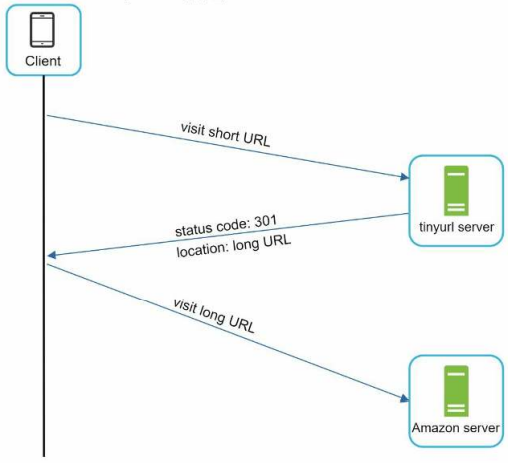 Client
visit short URL
status code: 301
location: long URL
tinyurl server
visit long URL
Amazon server